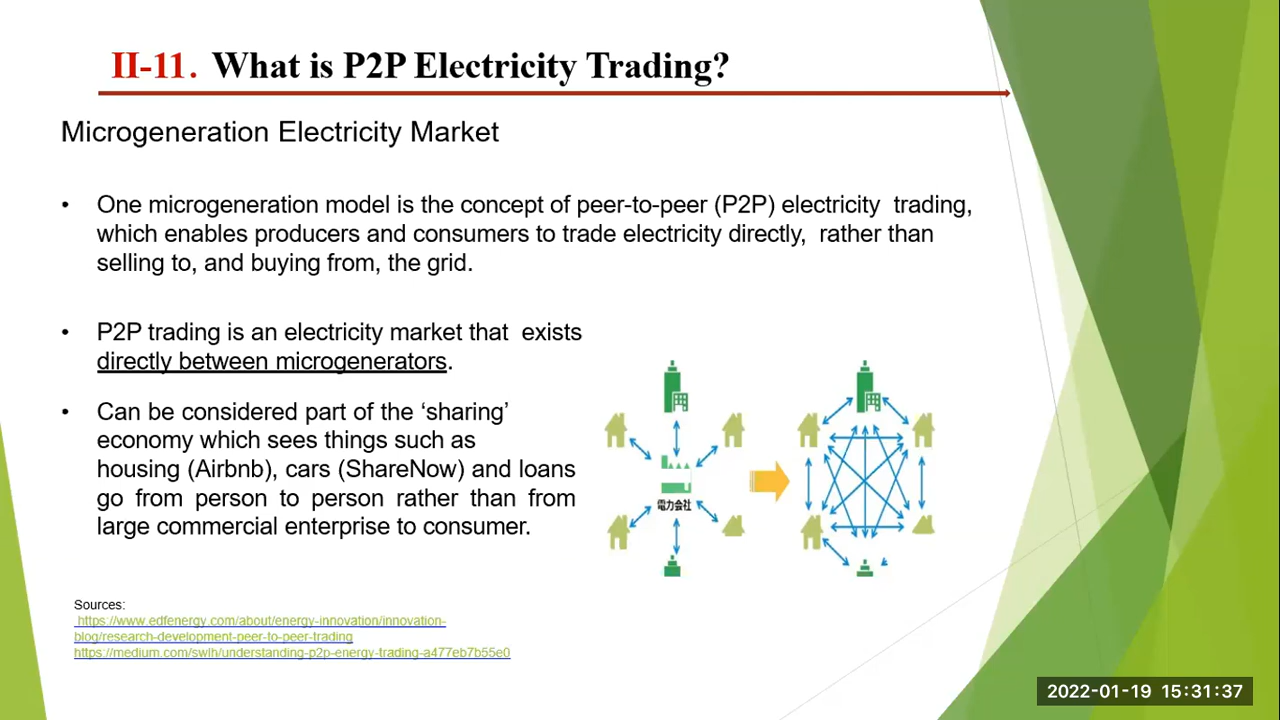 II-11. What is P2P Electricity Trading?
Microgeneration Electricity Market
• One microgeneration model is the concept of peer-to-peer (P2P) electricity trading,
which enables producers and consumers to trade electricity directly, rather than
selling to, and buying from, the grid.
• P2P trading is an electricity market that exists
directly between microgenerators.
• Can be considered part of the ‘sharing’
economy which sees things such as
housing (Airbnb), cars (ShareNow) and loans
go from person to person rather than from
large commercial enterprise to consumer.
電力会社
Sources:
https://www.edfenergy.com/about/energy-innovation/innovation-
blog/research-development-peer-to-peer-trading
https://medium.com/swlh/understanding-p2p-energy-trading-a477eb7b55e0
2022-01-19 15:31:37